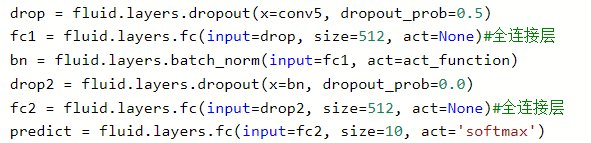 drop = fluid.layers.dropout(x=conv5, dropout_prob=0.5)
fc1 = fluid.layers.fc(input=drop, size=512, act=None)#全连接层
bn = fluid.layers.batch_norm(input=fc1, act=act_function)
drop2 = fluid.layers.dropout(x=bn, dropout_prob=0.0)
fc2 = fluid.layers.fc(input=drop2, size=512, act=None)#全连接层
predict = fluid.layers.fc(input=fc2, size=10, act='softmax')